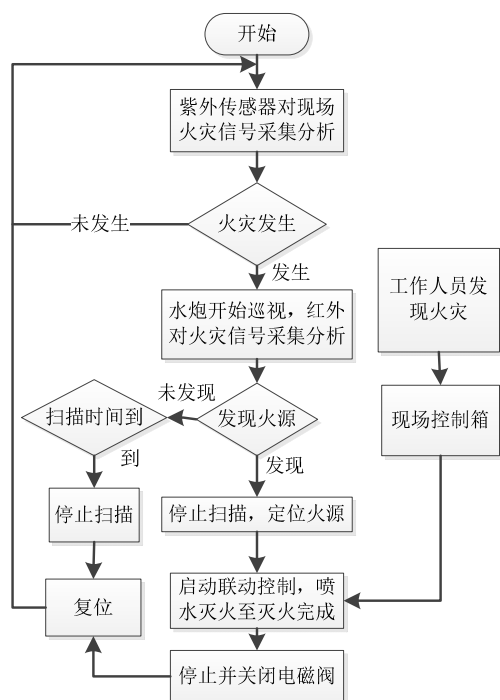 开始
紫外传感器对现场
火灾信号采集分析
火灾发生
未发生
发生
水炮开始巡视，红外
对火灾信号采集分析
工作人员发
现火灾
现场控制箱
发现火源
未发现
扫描时间到
到
发现
停止扫描
停止扫描，定位火源
复位
启动联动控制，喷
水灭火至灭火完成
停止并关闭电磁阀